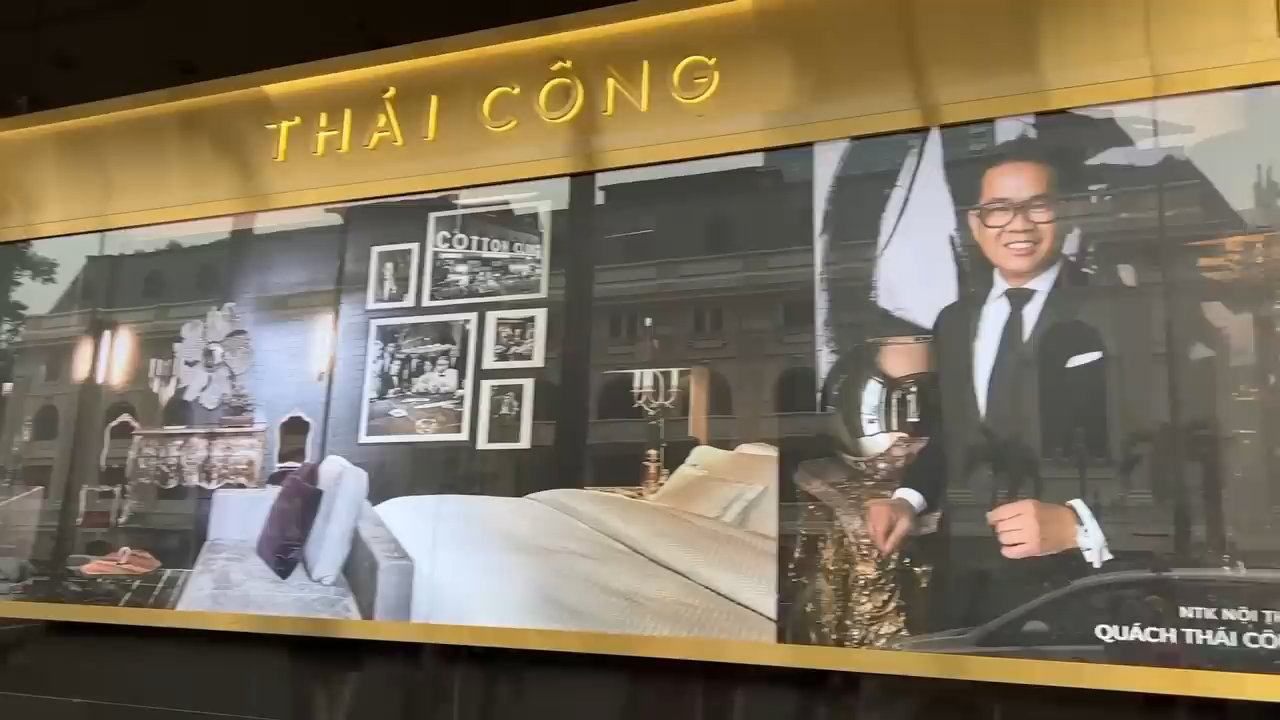 THÁI CÔNG
COTTON CLUB
NTK NỘI TH
QUÁCH THÁI CÔ